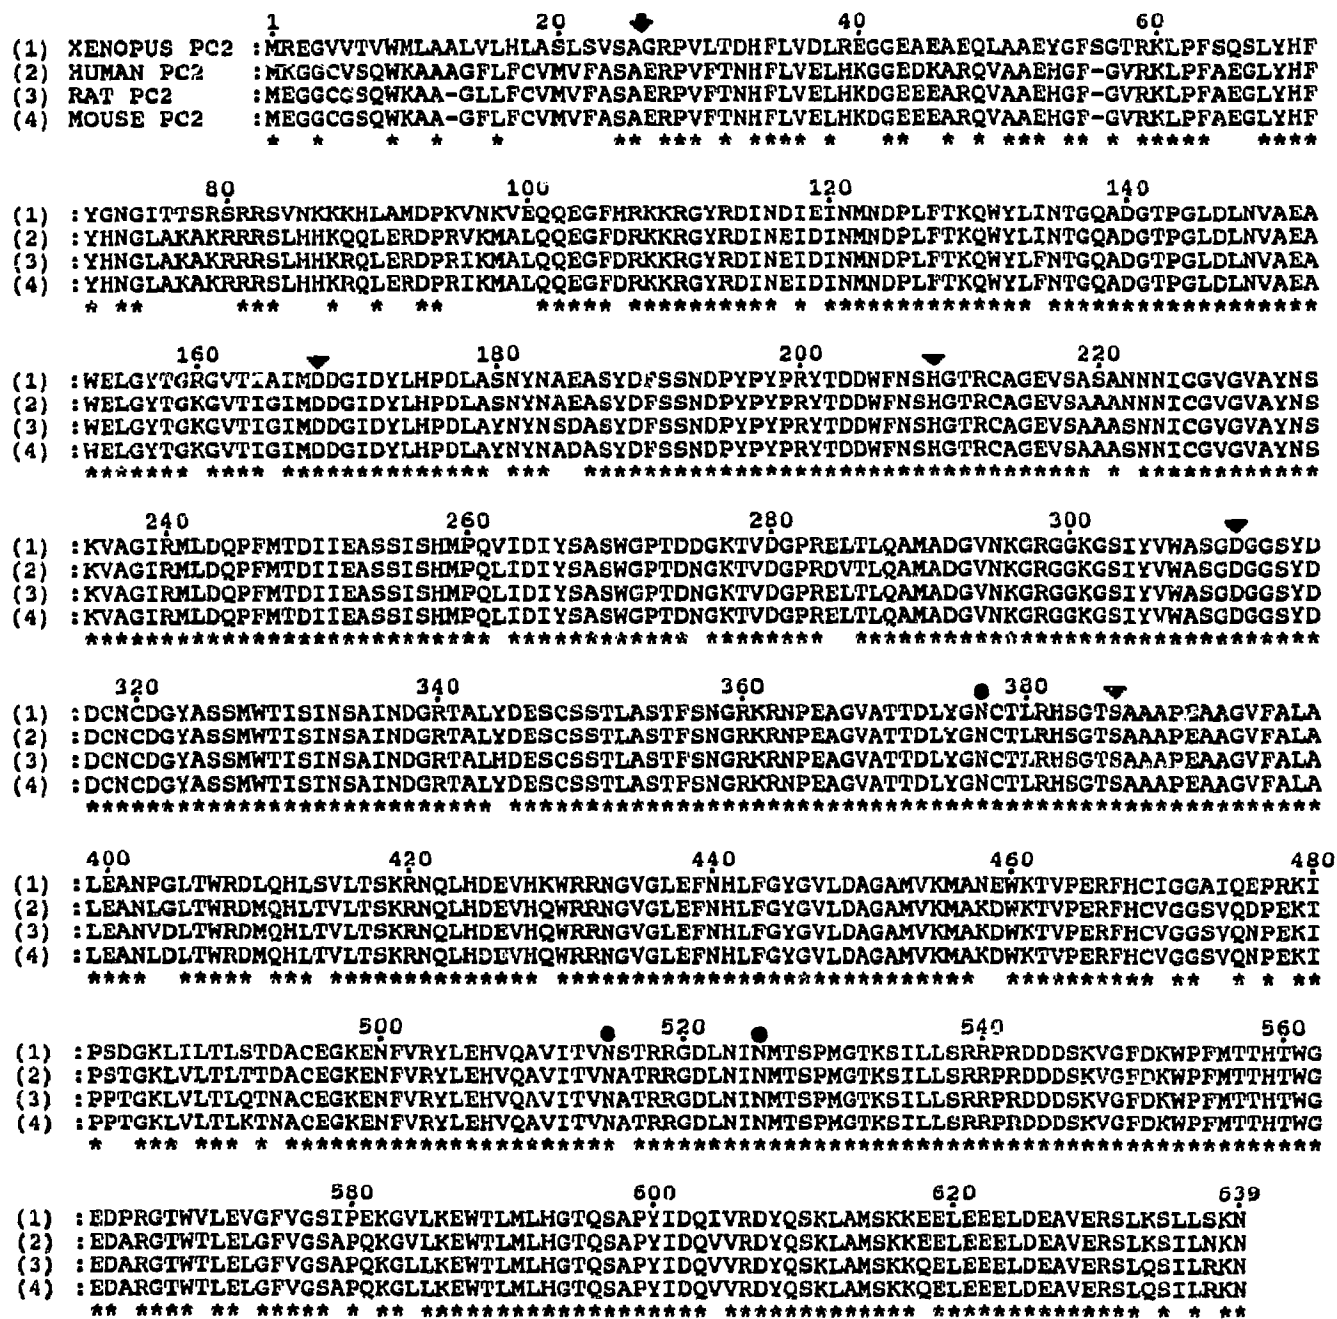 1 20 40 60
(1) XENOPUS PC2 :MREGVVTVWMLAALVLHLASLSVSAGRPVLTDHFLVDLREGGEAEAEQLAAEYGFSGTRKLPFSQSLYHF
(2) HUMAN PC2 :MKGGCVSQWKAAAGFLFCVMVFASAERPVFTNHFLVELHKGGEDKARQVAAEHGF-GVRKLPFAEGLYHF
(3) RAT PC2 :MEGGCGSQWKAA-GLLFCVMVFASAERPVFTNHFLVELHKDGEEEARQVAAEHGF-GVRKLPFAEGLYHF
(4) MOUSE PC2 :MEGGCGSQWKAA-GFLFCVMVFASAERPVFTNHFLVELHKDGEEEARQVAAEHGF-GVRKLPFAEGLYHF
80 100 120 140
(1) :YGNGITTSRSRRSVNKKKHLAMDPKVNKVEQQEGFHRKKRGYRDINDIEINMNDPLFTKQWYLINTGQADGTPGLDLNVAEA
(2) :YHNGLAKAKRRRSLHHKQQLERDPRVKMALQQEGFDRKKRGYRDINEIDINMNDPLFTKQWYLINTGQADGTPGLDLNVAEA
(3) :YHNGLAKAKRRRSLHHKRQLERDPRIKMALQQEGFDRKKRGYRDINEIDINMNDPLFTKQWYLFNTGQADGTPGLDLNVAEA
(4) :YHNGLAKAKRRRSLHHKRQLERDPRIKMALQQEGFDRKKRGYRDINEIDINMNDPLFTKQWYLFNTGQADGTPGLDLNVAEA
160 180 200 220
(1) :WELGYTGRGVTIAIMDDGIDYLHPDLASNYNAEASYDFSSNDPYPYPRYTDDWFNSHGTRCAGEVSASANNNICGVGVAYNS
(2) :WELGYTGKGVTIGIMDDGIDYLHPDLASNYNAEASYDFSSNDPYPYPRYTDDWFNSHGTRCAGEVSAAANNNICGVGVAYNS
(3) :WELGYTGKGVTIGIMDDGIDYLHPDLAYNYNSDASYDFSSNDPYPYPRYTDDWFNSHGTRCAGEVSAAASNNICGVGVAYNS
(4) :WELGYTGKGVTIGIMDDGIDYLHPDLAYNYNADASYDFSSNDPYPYPRYTDDWFNSHGTRCAGEVSAAASNNICGVGVAYNS
240 260 280 300
(1) :KVAGIRMLDQPFMTDIIEASSISHMPQVIDIYSASWGPTDDGKTVDGPRELTLQAMADGVNKGRGGKGSIYVWASGDGGSYD
(2) :KVAGIRMLDQPFMTDIIEASSISHMPQLIDIYSASWGPTDNGKTVDGPRDVTLQAMADGVNKGRGGKGSIYVWASGDGGSYD
(3) :KVAGIRMLDQPFMTDIIEASSISHMPQLIDIYSASWGPTDNGKTVDGPRELTLQAMADGVNKGRGGKGSIYVWASGDGGSYD
(4) :KVAGIRMLDQPFMTDIIEASSISHMPQLIDIYSASWGPTDNGKTVDGPRELTLQAMADGVNKGRGGKGSIYVWASGDGGSYD
320 340 360 380
(1) :DCNCDGYASSMWTISINSAINDGRTALYDESCSSTLASTFSNGRKRNPEAGVATTDLYGNCTLRHSGTSAAAPEAAGVFALA
(2) :DCNCDGYASSMWTISINSAINDGRTALYDESCSSTLASTFSNGRKRNPEAGVATTDLYGNCTLRHSGTSAAAPEAAGVFALA
(3) :DCNCDGYASSMWTISINSAINDGRTALHDESCSSTLASTFSNGRKRNPEAGVATTDLYGNCTLRHSGTSAAAPEAAGVFALA
(4) :DCNCDGYASSMWTISINSAINDGRTALYDESCSSTLASTFSNGRKRNPEAGVATTDLYGNCTLRHSGTSAAAPEAAGVFALA
400 420 440 460 480
(1) :LEANPGLTWRDLQHLSVLTSKRNQLHDEVHKWRRNGVGLEFNHLFGYGVLDAGAMVKMANEWKTVPERFHCIGGAIQEPRKI
(2) :LEANLGLTWRDMQHLTVLTSKRNQLHDEVHQWRRNGVGLEFNHLFGYGVLDAGAMVKMAKDWKTVPERFHCVGGSVQDPEKI
(3) :LEANVDLTWRDMQHLTVLTSKRNQLHDEVHQWRRNGVGLEFNHLFGYGVLDAGAMVKMAKDWKTVPERFHCVGGSVQNPEKI
(4) :LEANLDLTWRDMQHLTVLTSKRNQLHDEVHQWRRNGVGLEFNHLFGYGVLDAGAMVKMAKDWKTVPERFHCVGGSVQNPEKI
500 520 540 560
(1) :PSDGKLILTLSTDACEGKENFVRYLEHVQAVITVNSTRRGDLNINMTSPMGTKSILLSRRPRDDDSKVGFDKWPFMTTHTWG
(2) :PSTGKLVLTLTTDACEGKENFVRYLEHVQAVITVNATRRGDLNINMTSPMGTKSILLSRRPRDDDSKVGFDKWPFMTTHTWG
(3) :PPTGKLVLTLQTNACEGKENFVRYLEHVQAVITVNATRRGDLNINMTSPMGTKSILLSRRPRDDDSKVGFDKWPFMTTHTWG
(4) :PPTGKLVLTLKTNACEGKENFVRYLEHVQAVITVNATRRGDLNINMTSPMGTKSILLSRRPRDDDSKVGFDKWPFMTTHTWG
580 600 620 639
(1) :EDPRGTWVLEVGFVGSIPEKGVLKEWTLMLHGTQSAPYIDQIVRDYQSKLAMSKKEELEEELDEAVERSLKSLLSKN
(2) :EDARGTWTLELGFVGSAPQKGVLKEWTLMLHGTQSAPYIDQVVRDYQSKLAMSKKEELEEELDEAVERSLKSILNKN
(3) :EDARGTWTLELGFVGSAPQKGLLKEWTLMLHGTQSAPYIDQVVRDYQSKLAMSKKQELEEELDEAVERSLQSILRKN
(4) :EDARGTWTLELGFVGSAPQKGLLKEWTLMLHGTQSAPYIDQVVRDYQSKLAMSKKQELEEELDEAVERSLQSILRKN